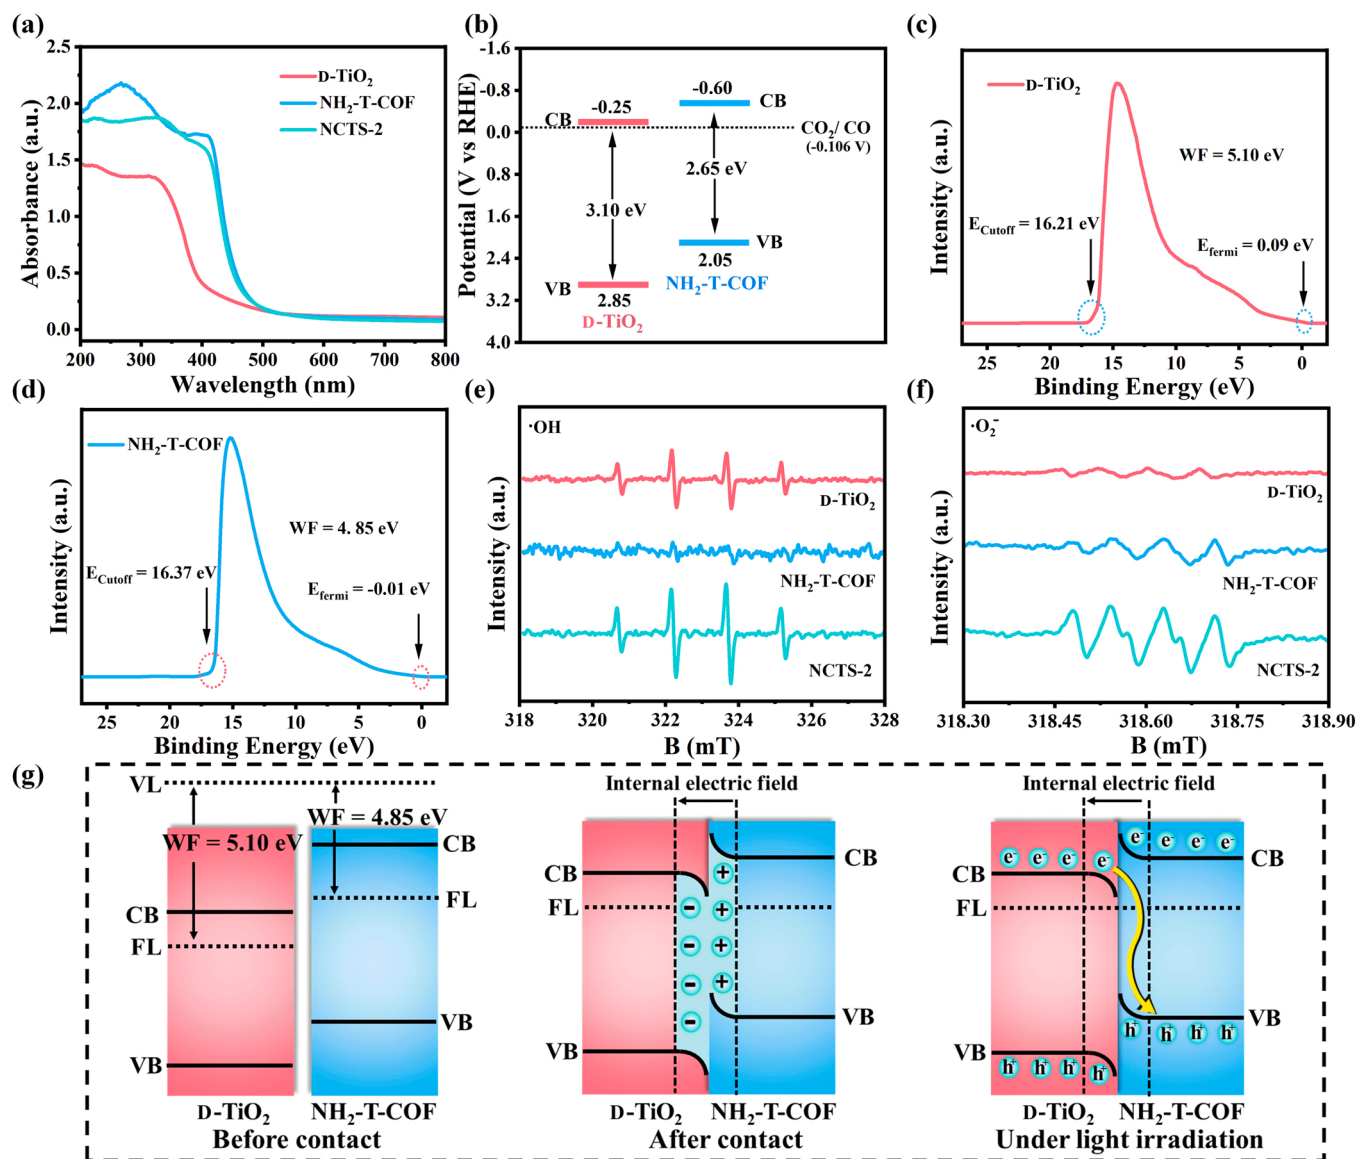 (a)
2.5
2.0
1.5
1.0
0.5
0.0
Absorbance (a.u.)
D-TiO₂
NH₂-T-COF
NCTS-2
200 300 400 500 600 700 800
Wavelength (nm)
(b)
-1.6
-0.8
0.0
0.8
1.6
2.4
3.2
4.0
Potential (V vs RHE)
-0.60
CB
-0.25
CB
CO₂/ CO
(-0.106 V)
2.65 eV
3.10 eV
VB
2.05
NH₂-T-COF
VB
2.85
D-TiO₂
(c)
Intensity (a.u.)
D-TiO₂
WF = 5.10 eV
E_Cutoff = 16.21 eV
E_fermi = 0.09 eV
25 20 15 10 5 0
Binding Energy (eV)
(d)
Intensity (a.u.)
NH₂-T-COF
WF = 4. 85 eV
E_Cutoff = 16.37 eV
E_fermi = -0.01 eV
25 20 15 10 5 0
Binding Energy (eV)
(e)
Intensity (a.u.)
·OH
D-TiO₂
NH₂-T-COF
NCTS-2
318 320 322 324 326 328
B (mT)
(f)
Intensity (a.u.)
·O₂⁻
D-TiO₂
NH₂-T-COF
NCTS-2
318.30 318.45 318.60 318.75 318.90
B (mT)
(g)
VL
WF = 4.85 eV
WF = 5.10 eV
CB
FL
CB
FL
VB
VB
D-TiO₂ NH₂-T-COF
Before contact
Internal electric field
CB
CB
FL
+
- +
- +
- +
-
VB
VB
D-TiO₂ NH₂-T-COF
After contact
Internal electric field
e⁻ e⁻ e⁻ e⁻
CB
e⁻ e⁻ e⁻ e⁻
CB
FL
VB
h⁺ h⁺ h⁺ h⁺
VB
h⁺ h⁺ h⁺ h⁺
D-TiO₂ NH₂-T-COF
Under light irradiation